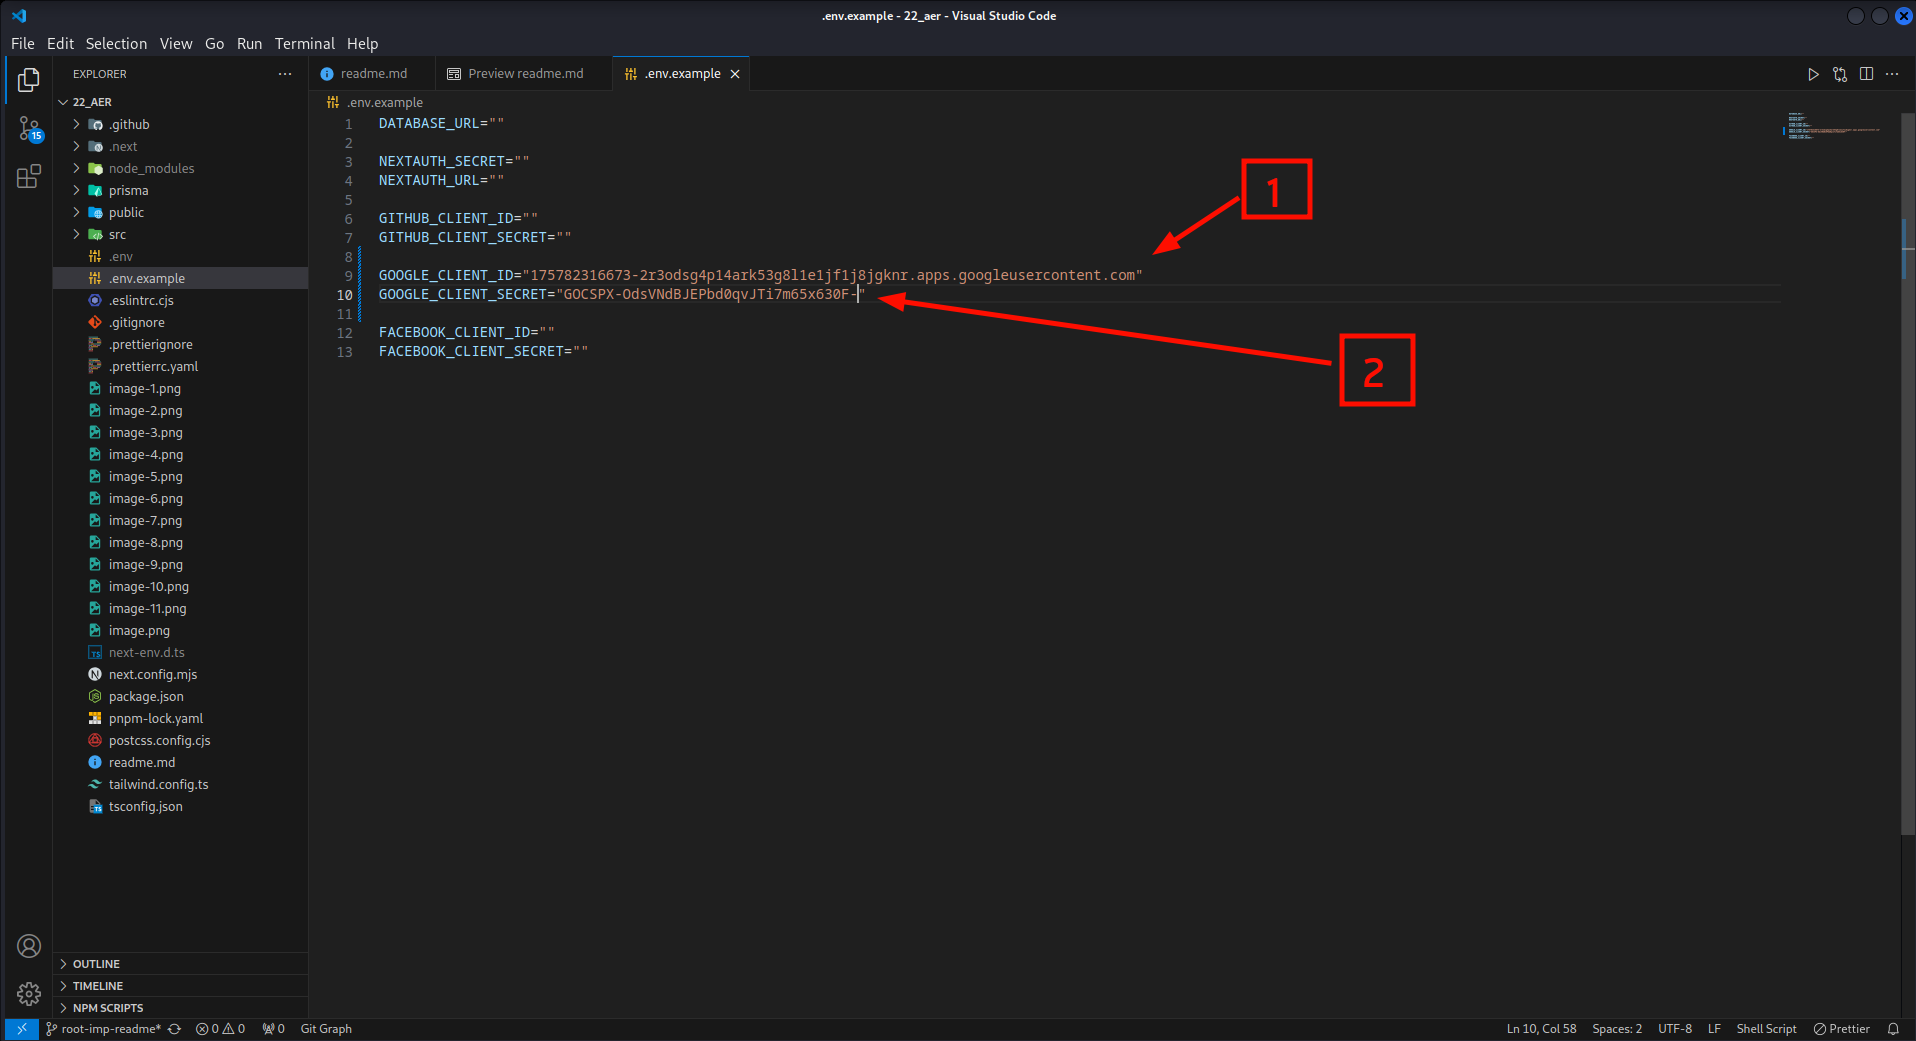 .env.example - 22_aer - Visual Studio Code
File Edit Selection View Go Run Terminal Help
EXPLORER
readme.md
Preview readme.md
.env.example
22_AER
.github
.next
node_modules
prisma
public
src
.env
.env.example
.eslintrc.cjs
.gitignore
.prettierignore
.prettierrc.yaml
image-1.png
image-2.png
image-3.png
image-4.png
image-5.png
image-6.png
image-7.png
image-8.png
image-9.png
image-10.png
image-11.png
image.png
next-env.d.ts
next.config.mjs
package.json
pnpm-lock.yaml
postcss.config.cjs
readme.md
tailwind.config.ts
tsconfig.json
OUTLINE
TIMELINE
NPM SCRIPTS
15
.env.example
1 DATABASE_URL=""
2
3 NEXTAUTH_SECRET=""
4 NEXTAUTH_URL=""
5
6 GITHUB_CLIENT_ID=""
7 GITHUB_CLIENT_SECRET=""
8
9 GOOGLE_CLIENT_ID="175782316673-2r3odsg4p14ark53g8l1e1jf1j8jgknr.apps.googleusercontent.com"
10 GOOGLE_CLIENT_SECRET="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"
11
12 FACEBOOK_CLIENT_ID=""
13 FACEBOOK_CLIENT_SECRET=""
1
2
root-imp-readme* 0 0 0 Git Graph
Ln 10, Col 58 Spaces: 2 UTF-8 LF Shell Script Prettier